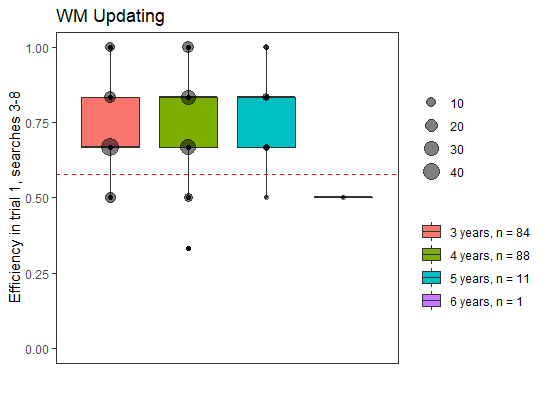 WM Updating
Efficiency in trial 1, searches 3-8
1.00
0.75
0.50
0.25
0.00
10
20
30
40
3 years, n = 84
4 years, n = 88
5 years, n = 11
6 years, n = 1